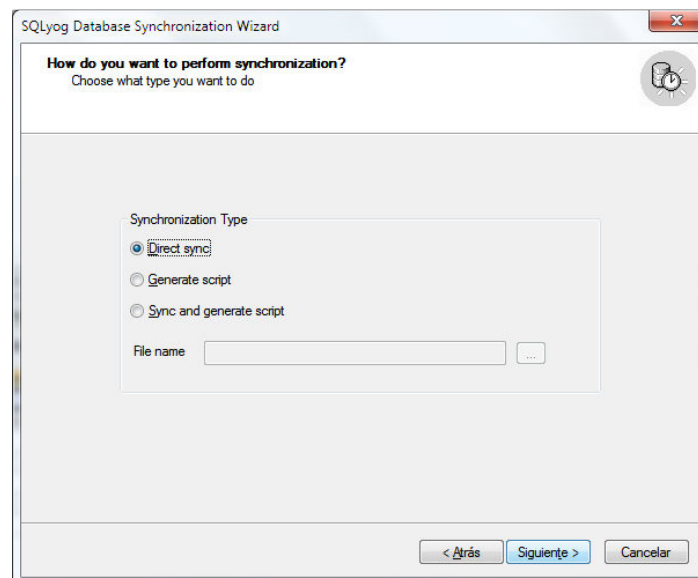 SQLyog Database Synchronization Wizard
How do you want to perform synchronization?
Choose what type you want to do
Synchronization Type
Direct sync
Generate script
Sync and generate script
File name
...
< Atrás
Siguiente >
Cancelar